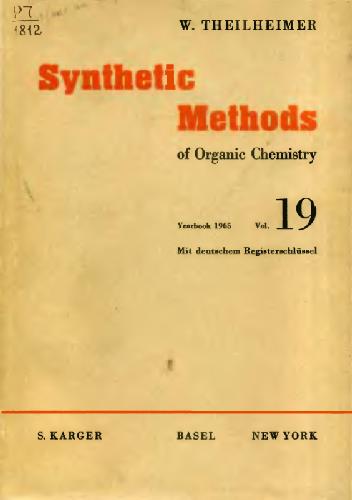 W. THEILHEIMER
Synthetic
Methods
of Organic Chemistry
Yearbook 1965 Vol. 19
Mit deutschem Registerschlüssel
S. KARGER BASEL NEW YORK